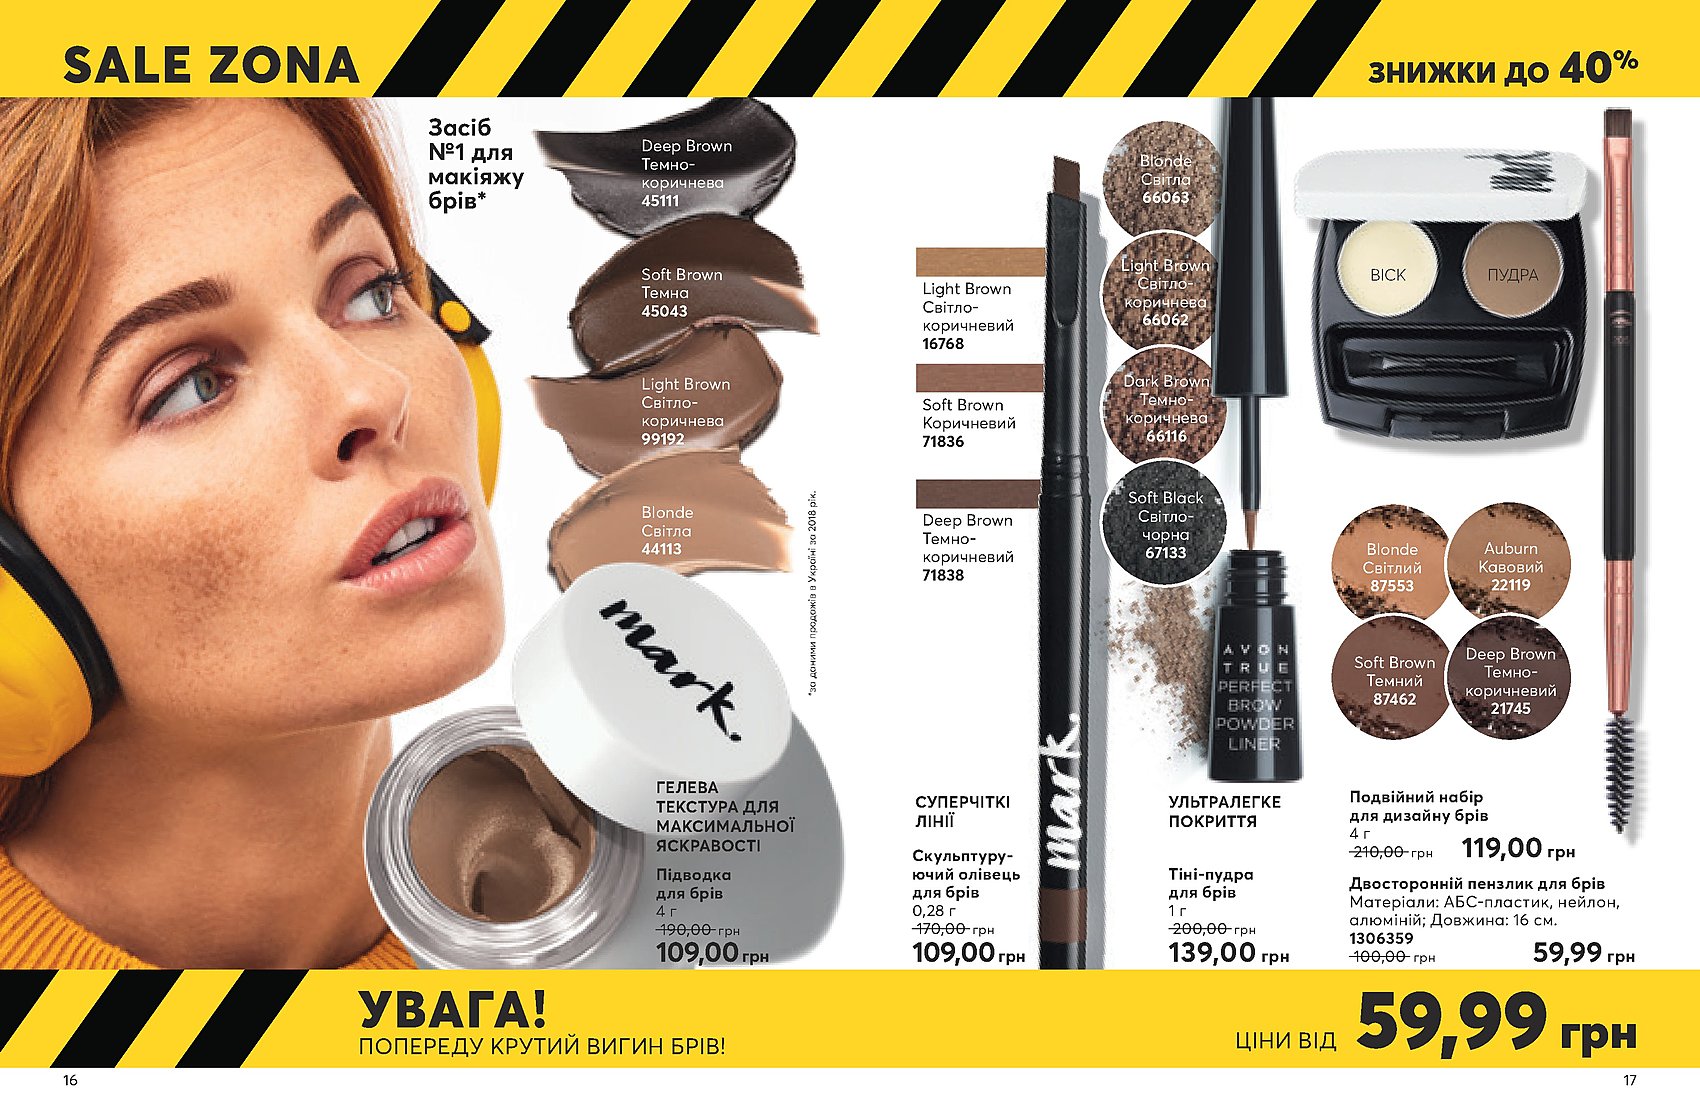 SALE ZONA
ЗНИЖКИ ДО 40%
Засіб
№1 для
макіяжу
брів*
Deep Brown
Темно-
коричнева
45111
Soft Brown
Темна
45043
Light Brown
Світло-
коричнева
99192
Blonde
Світла
44113
*за даними продажів в Україні за 2018 рік.
mark.
ГЕЛЕВА
ТЕКСТУРА ДЛЯ
МАКСИМАЛЬНОЇ
ЯСКРАВОСТІ
Підводка
для брів
4 г
190,00 грн
109,00 грн
Light Brown
Світло-
коричневий
16768
Soft Brown
Коричневий
71836
Deep Brown
Темно-
коричневий
71838
mark.
СУПЕРЧІТКІ
ЛІНІЇ
Скульптуру-
ючий олівець
для брів
0,28 г
170,00 грн
109,00 грн
Blonde
Світла
66063
Light Brown
Світло-
коричнева
66062
Dark Brown
Темно-
коричнева
66116
Soft Black
Світло-
чорна
67133
AVON
TRUE
PERFECT
BROW
POWDER
LINER
УЛЬТРАЛЕГКЕ
ПОКРИТТЯ
Тіні-пудра
для брів
1 г
200,00 грн
139,00 грн
mark.
ВІСК
ПУДРА
Blonde
Світлий
87553
Auburn
Кавовий
22119
Soft Brown
Темний
87462
Deep Brown
Темно-
коричневий
21745
Подвійний набір
для дизайну брів
4 г
210,00 грн 119,00 грн
Двосторонній пензлик для брів
Матеріали: АБС-пластик, нейлон,
алюміній; Довжина: 16 см.
1306359
100,00 грн 59,99 грн
УВАГА!
ПОПЕРЕДУ КРУТИЙ ВИГИН БРІВ!
ЦІНИ ВІД 59,99 грн
16
17